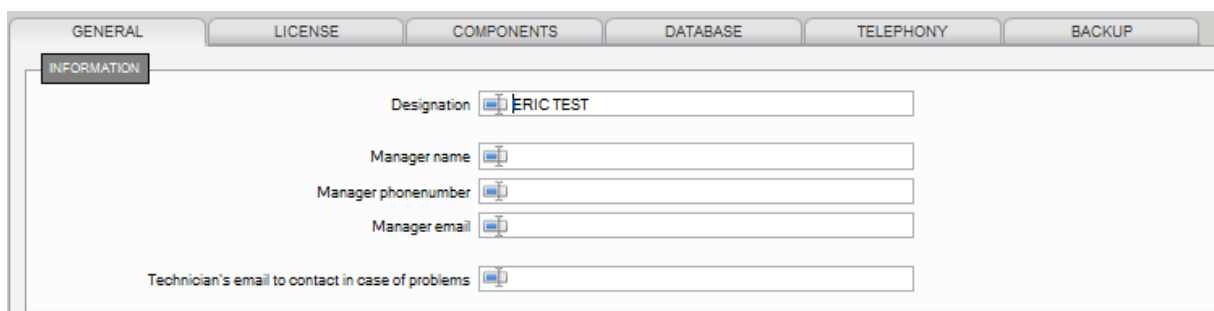 GENERAL LICENSE COMPONENTS DATABASE TELEPHONY BACKUP
INFORMATION
Designation ERIC TEST
Manager name
Manager phonenumber
Manager email
Technician's email to contact in case of problems